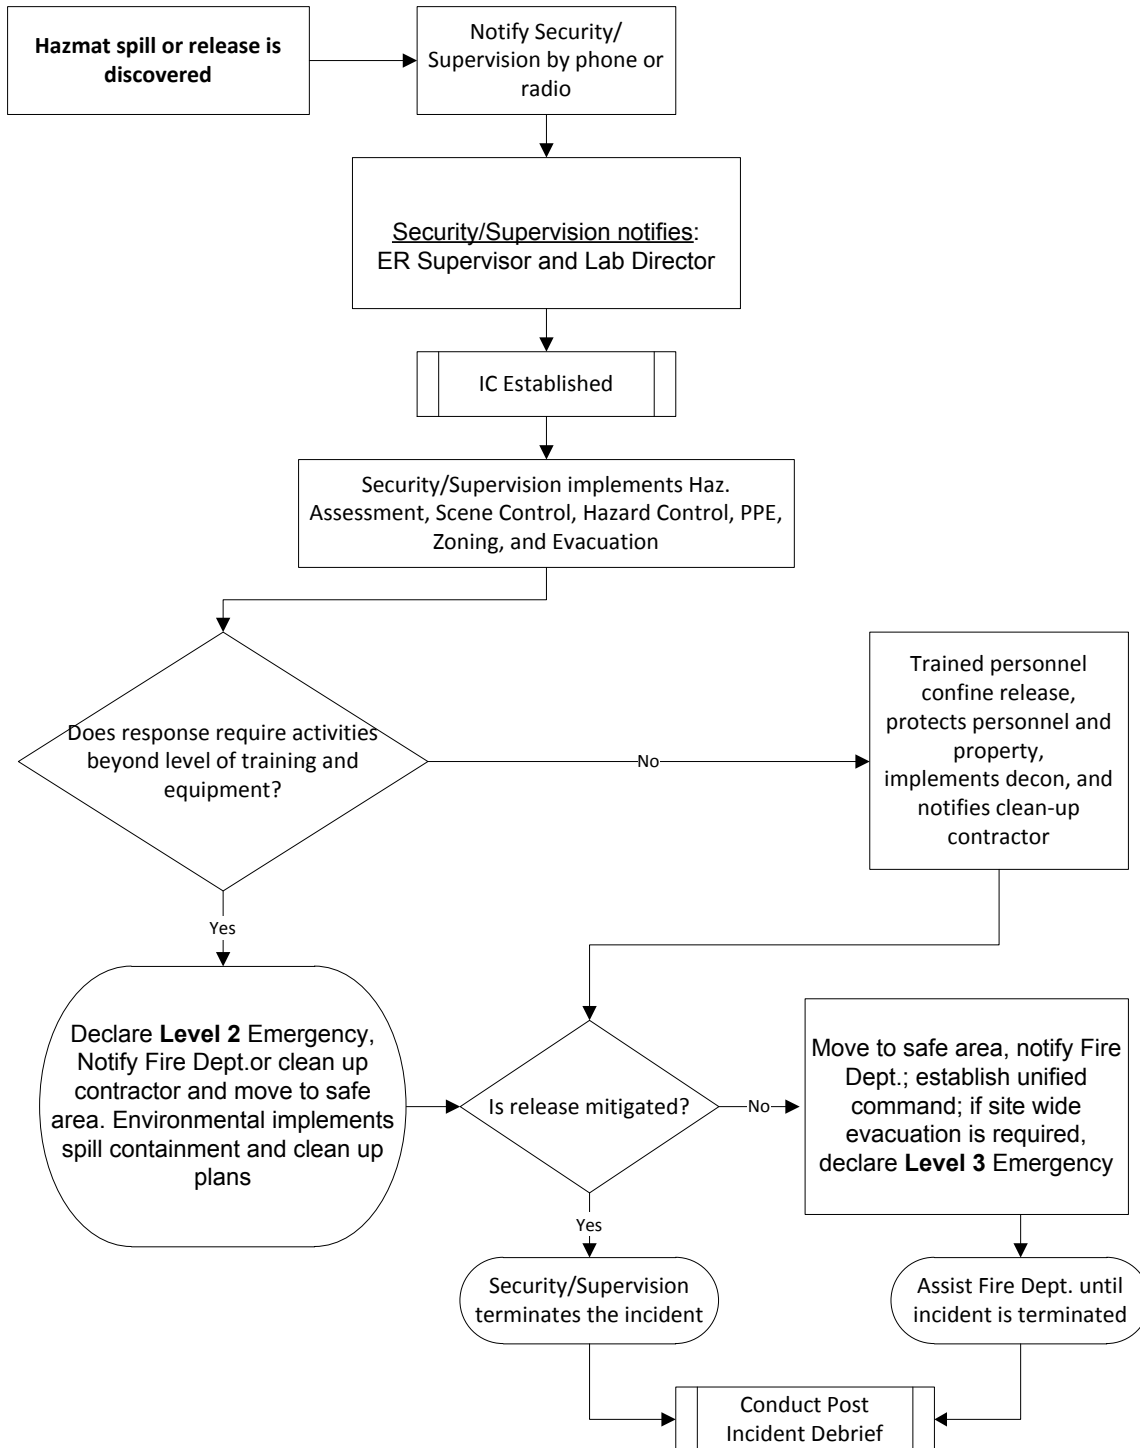 Hazmat spill or release is
discovered
Notify Security/
Supervision by phone or
radio
Security/Supervision notifies:
ER Supervisor and Lab Director
IC Established
Security/Supervision implements Haz.
Assessment, Scene Control, Hazard Control, PPE,
Zoning, and Evacuation
Does response require activities
beyond level of training and
equipment?
No
Trained personnel
confine release,
protects personnel and
property,
implements decon, and
notifies clean-up
contractor
Yes
Declare Level 2 Emergency,
Notify Fire Dept.or clean up
contractor and move to safe
area. Environmental implements
spill containment and clean up
plans
Is release mitigated?
No
Move to safe area, notify Fire
Dept.; establish unified
command; if site wide
evacuation is required,
declare Level 3 Emergency
Yes
Security/Supervision
terminates the incident
Assist Fire Dept. until
incident is terminated
Conduct Post
Incident Debrief